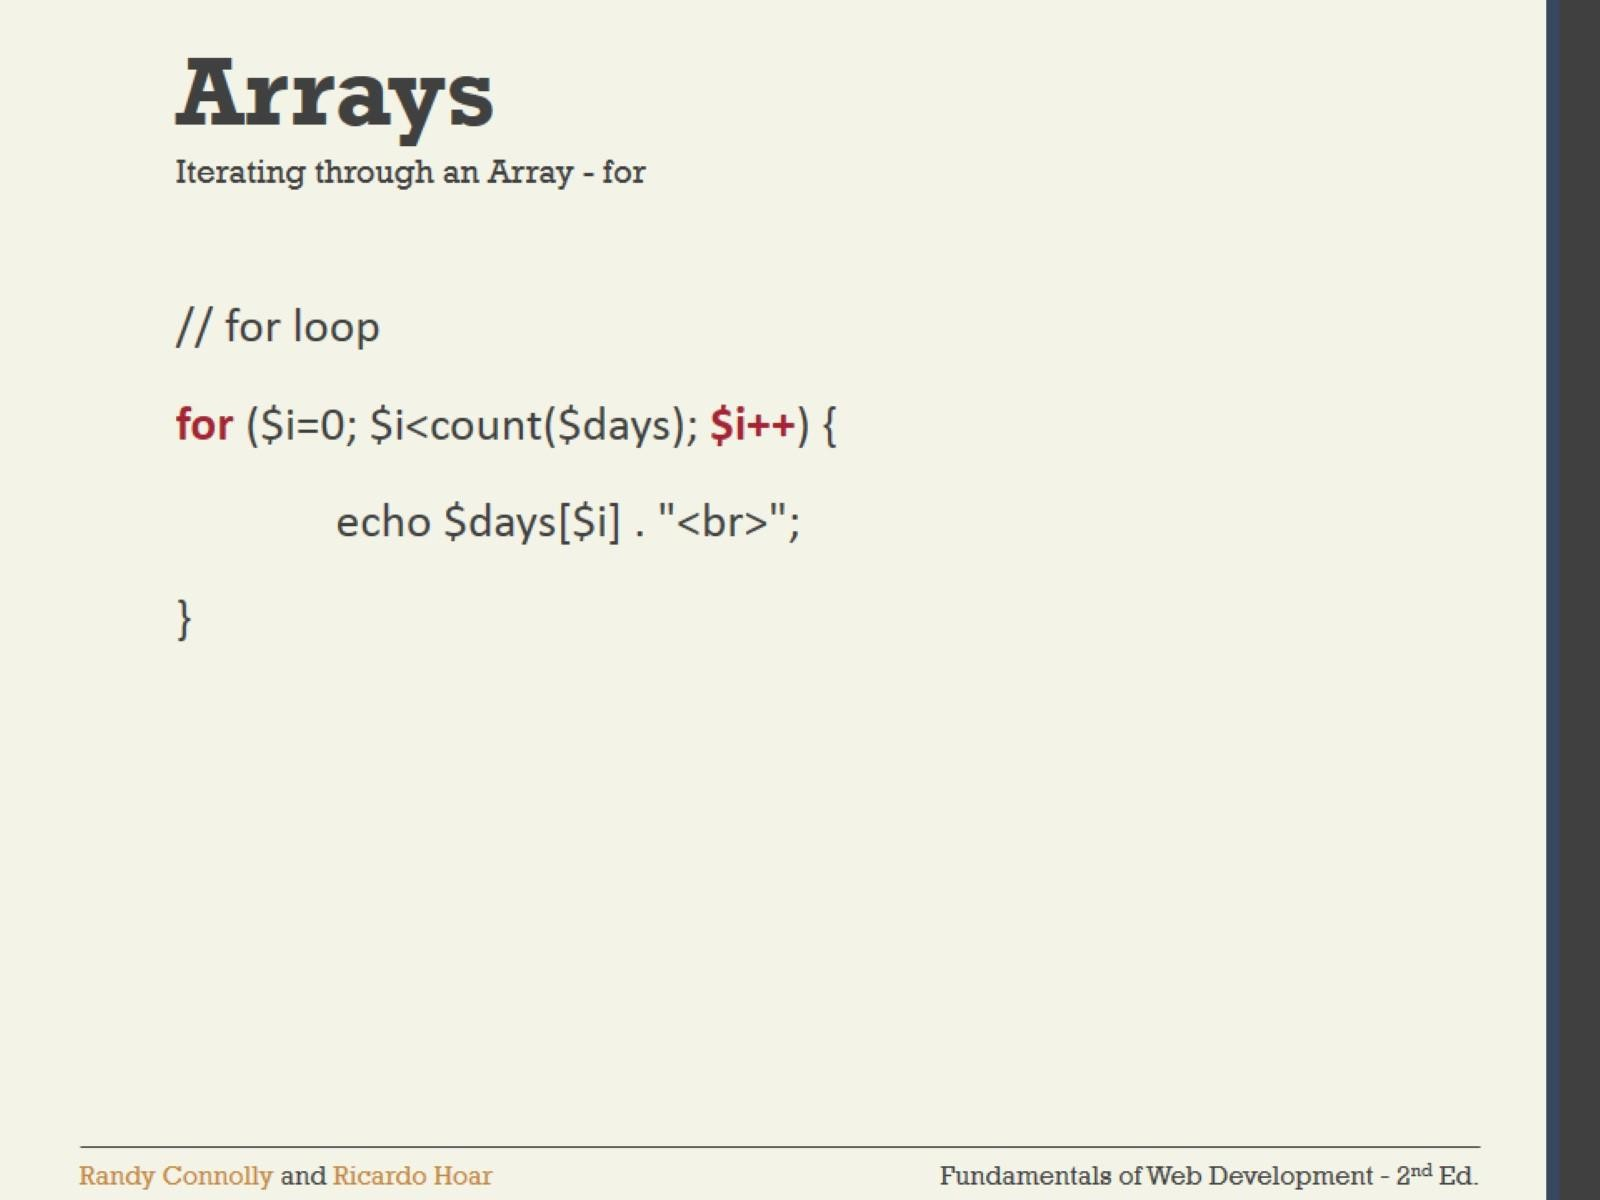 Arrays
Iterating through an Array - for
// for loop
for ($i=0; $i<count($days); $i++) {
echo $days[$i] . "<br>";
}
Randy Connolly and Ricardo Hoar
Fundamentals of Web Development - 2nd Ed.